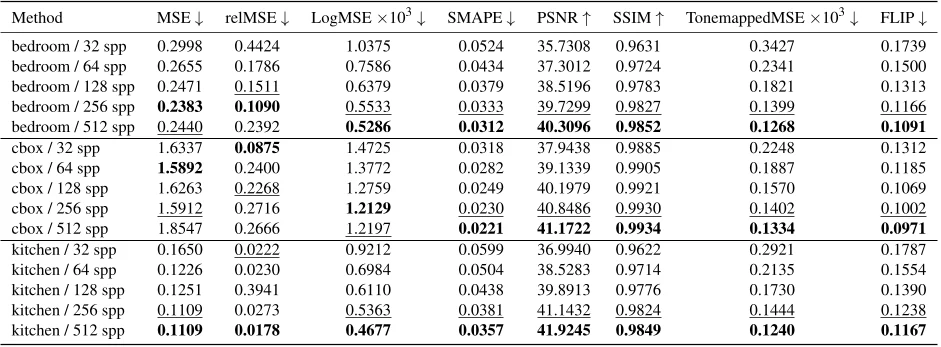 Method MSE↓ relMSE↓ LogMSE ×10³↓ SMAPE↓ PSNR↑ SSIM↑ TonemappedMSE ×10³↓ FLIP↓
bedroom / 32 spp 0.2998 0.4424 1.0375 0.0524 35.7308 0.9631 0.3427 0.1739
bedroom / 64 spp 0.2655 0.1786 0.7586 0.0434 37.3012 0.9724 0.2341 0.1500
bedroom / 128 spp 0.2471 0.1511 0.6379 0.0379 38.5196 0.9783 0.1821 0.1313
bedroom / 256 spp 0.2383 0.1090 0.5533 0.0333 39.7299 0.9827 0.1399 0.1166
bedroom / 512 spp 0.2440 0.2392 0.5286 0.0312 40.3096 0.9852 0.1268 0.1091
cbox / 32 spp 1.6337 0.0875 1.4725 0.0318 37.9438 0.9885 0.2248 0.1312
cbox / 64 spp 1.5892 0.2400 1.3772 0.0282 39.1339 0.9905 0.1887 0.1185
cbox / 128 spp 1.6263 0.2268 1.2759 0.0249 40.1979 0.9921 0.1570 0.1069
cbox / 256 spp 1.5912 0.2716 1.2129 0.0230 40.8486 0.9930 0.1402 0.1002
cbox / 512 spp 1.8547 0.2666 1.2197 0.0221 41.1722 0.9934 0.1334 0.0971
kitchen / 32 spp 0.1650 0.0222 0.9212 0.0599 36.9940 0.9622 0.2921 0.1787
kitchen / 64 spp 0.1226 0.0230 0.6984 0.0504 38.5283 0.9714 0.2135 0.1554
kitchen / 128 spp 0.1251 0.3941 0.6110 0.0438 39.8913 0.9776 0.1730 0.1390
kitchen / 256 spp 0.1109 0.0273 0.5363 0.0381 41.1432 0.9824 0.1444 0.1238
kitchen / 512 spp 0.1109 0.0178 0.4677 0.0357 41.9245 0.9849 0.1240 0.1167